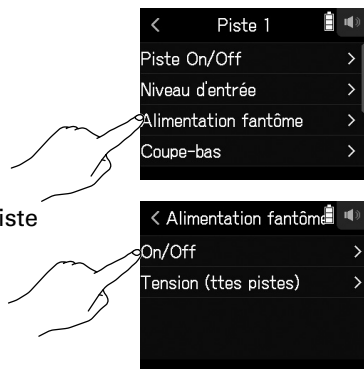 Piste 1
Piste On/Off
Niveau d'entrée
Alimentation fantôme
Coupe-bas
iste
Alimentation fantôme
On/Off
Tension (ttes pistes)